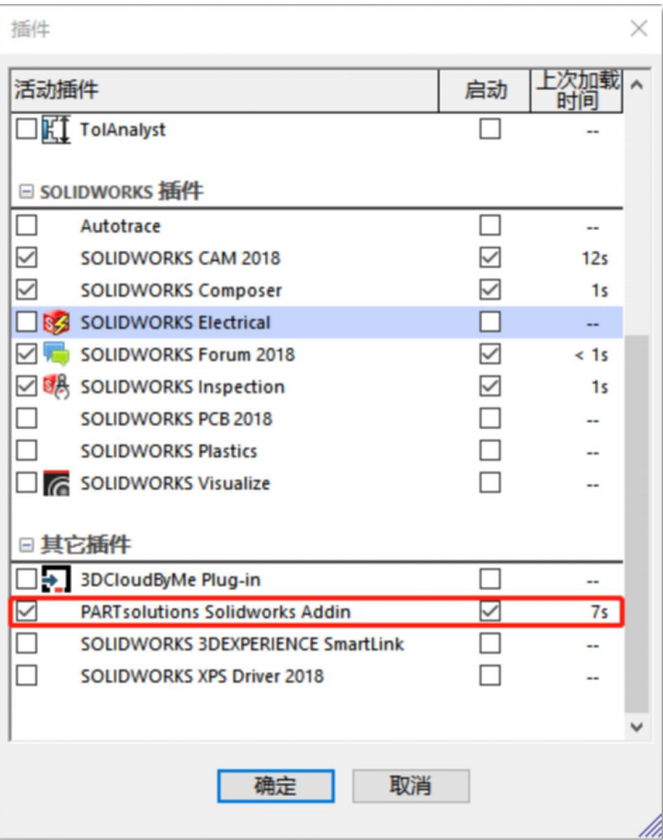 插件
活动插件 启动 上次加载时间
TolAnalyst --
SOLIDWORKS 插件
Autotrace --
SOLIDWORKS CAM 2018 12s
SOLIDWORKS Composer 1s
SOLIDWORKS Electrical --
SOLIDWORKS Forum 2018 < 1s
SOLIDWORKS Inspection 1s
SOLIDWORKS PCB 2018 --
SOLIDWORKS Plastics --
SOLIDWORKS Visualize --
其它插件
3DCloudByMe Plug-in --
PARTsolutions Solidworks Addin 7s
SOLIDWORKS 3DEXPERIENCE SmartLink --
SOLIDWORKS XPS Driver 2018 --
确定 取消